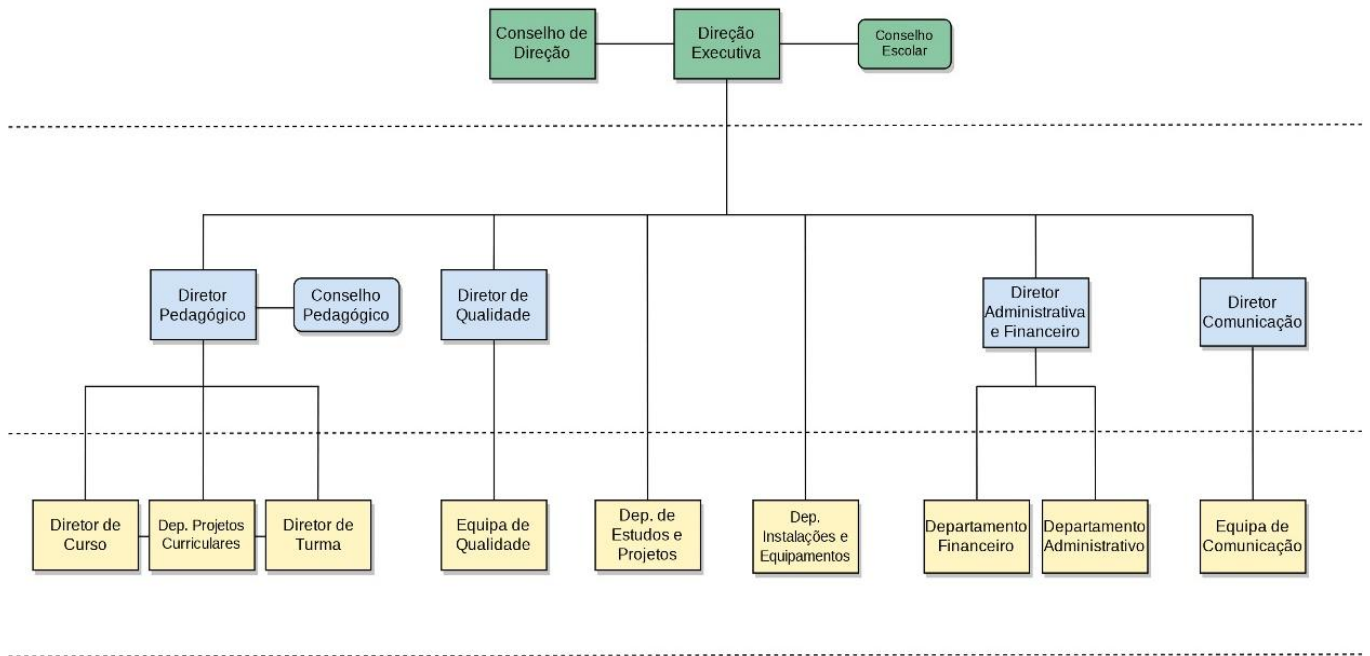 Conselho de
Direção
Direção
Executiva
Conselho
Escolar
Diretor
Pedagógico
Conselho
Pedagógico
Diretor de
Qualidade
Diretor
Administrativa
e Financeiro
Diretor
Comunicação
Diretor de
Curso
Dep. Projetos
Curriculares
Diretor de
Turma
Equipa de
Qualidade
Dep. de
Estudos e
Projetos
Dep.
Instalações e
Equipamentos
Departamento
Financeiro
Departamento
Administrativo
Equipa de
Comunicação